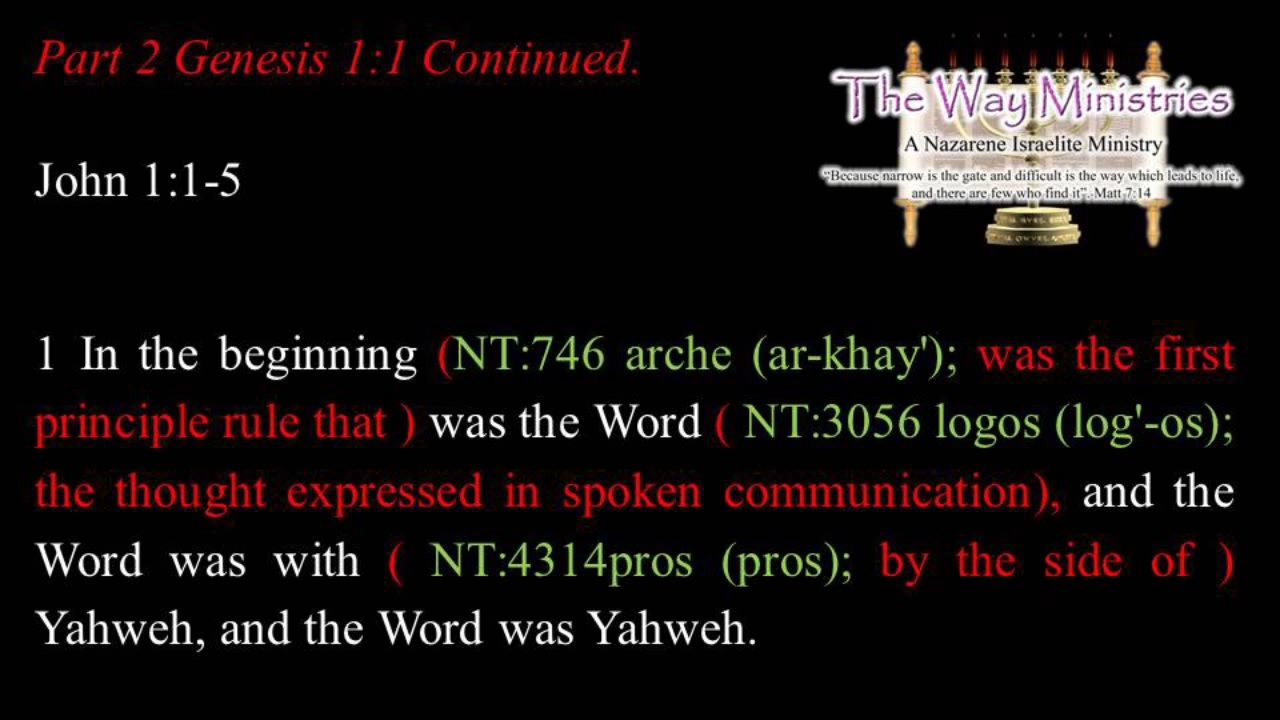 Part 2 Genesis 1:1 Continued.
The Way Ministries
A Nazarene Israelite Ministry
"Because narrow is the gate and difficult is the way which leads to life,
and there are few who find it". Matt 7:14
John 1:1-5
1 In the beginning (NT:746 arche (ar-khay'); was the first
principle rule that ) was the Word ( NT:3056 logos (log'-os);
the thought expressed in spoken communication), and the
Word was with ( NT:4314pros (pros); by the side of )
Yahweh, and the Word was Yahweh.